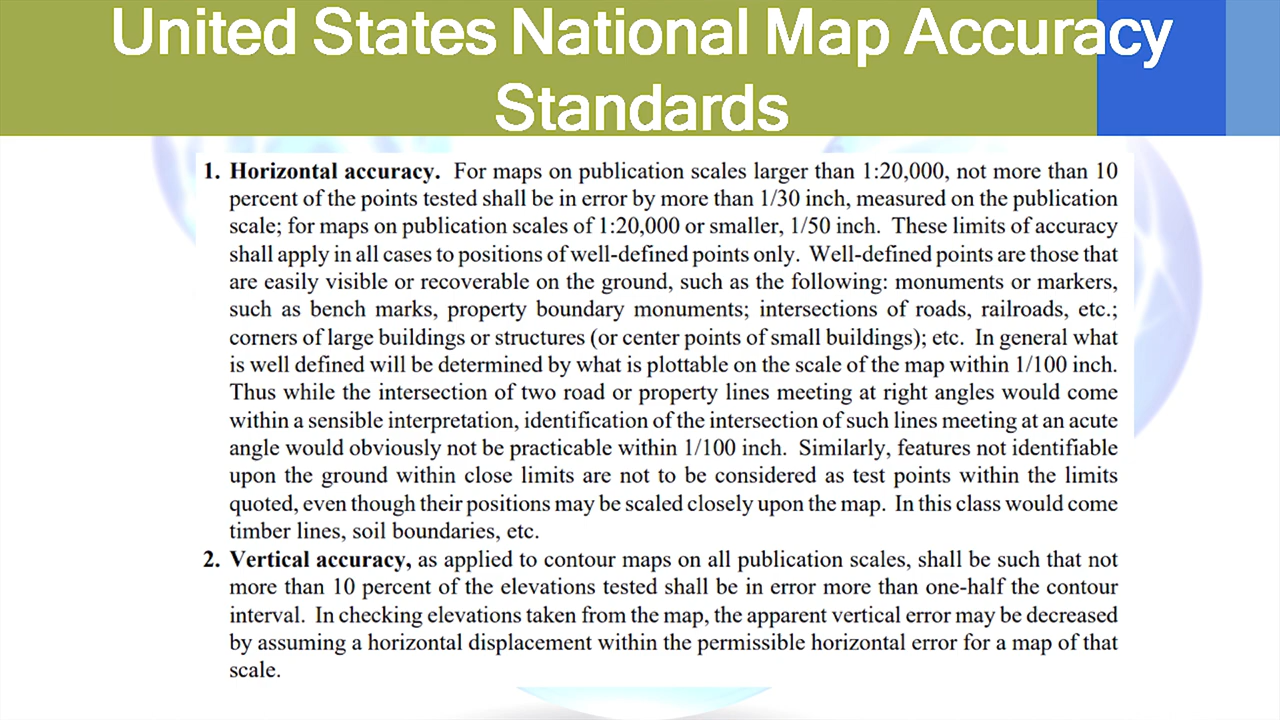 United States National Map Accuracy
Standards
1. Horizontal accuracy. For maps on publication scales larger than 1:20,000, not more than 10
percent of the points tested shall be in error by more than 1/30 inch, measured on the publication
scale; for maps on publication scales of 1:20,000 or smaller, 1/50 inch. These limits of accuracy
shall apply in all cases to positions of well-defined points only. Well-defined points are those that
are easily visible or recoverable on the ground, such as the following: monuments or markers,
such as bench marks, property boundary monuments; intersections of roads, railroads, etc.;
corners of large buildings or structures (or center points of small buildings); etc. In general what
is well defined will be determined by what is plottable on the scale of the map within 1/100 inch.
Thus while the intersection of two road or property lines meeting at right angles would come
within a sensible interpretation, identification of the intersection of such lines meeting at an acute
angle would obviously not be practicable within 1/100 inch. Similarly, features not identifiable
upon the ground within close limits are not to be considered as test points within the limits
quoted, even though their positions may be scaled closely upon the map. In this class would come
timber lines, soil boundaries, etc.
2. Vertical accuracy, as applied to contour maps on all publication scales, shall be such that not
more than 10 percent of the elevations tested shall be in error more than one-half the contour
interval. In checking elevations taken from the map, the apparent vertical error may be decreased
by assuming a horizontal displacement within the permissible horizontal error for a map of that
scale.